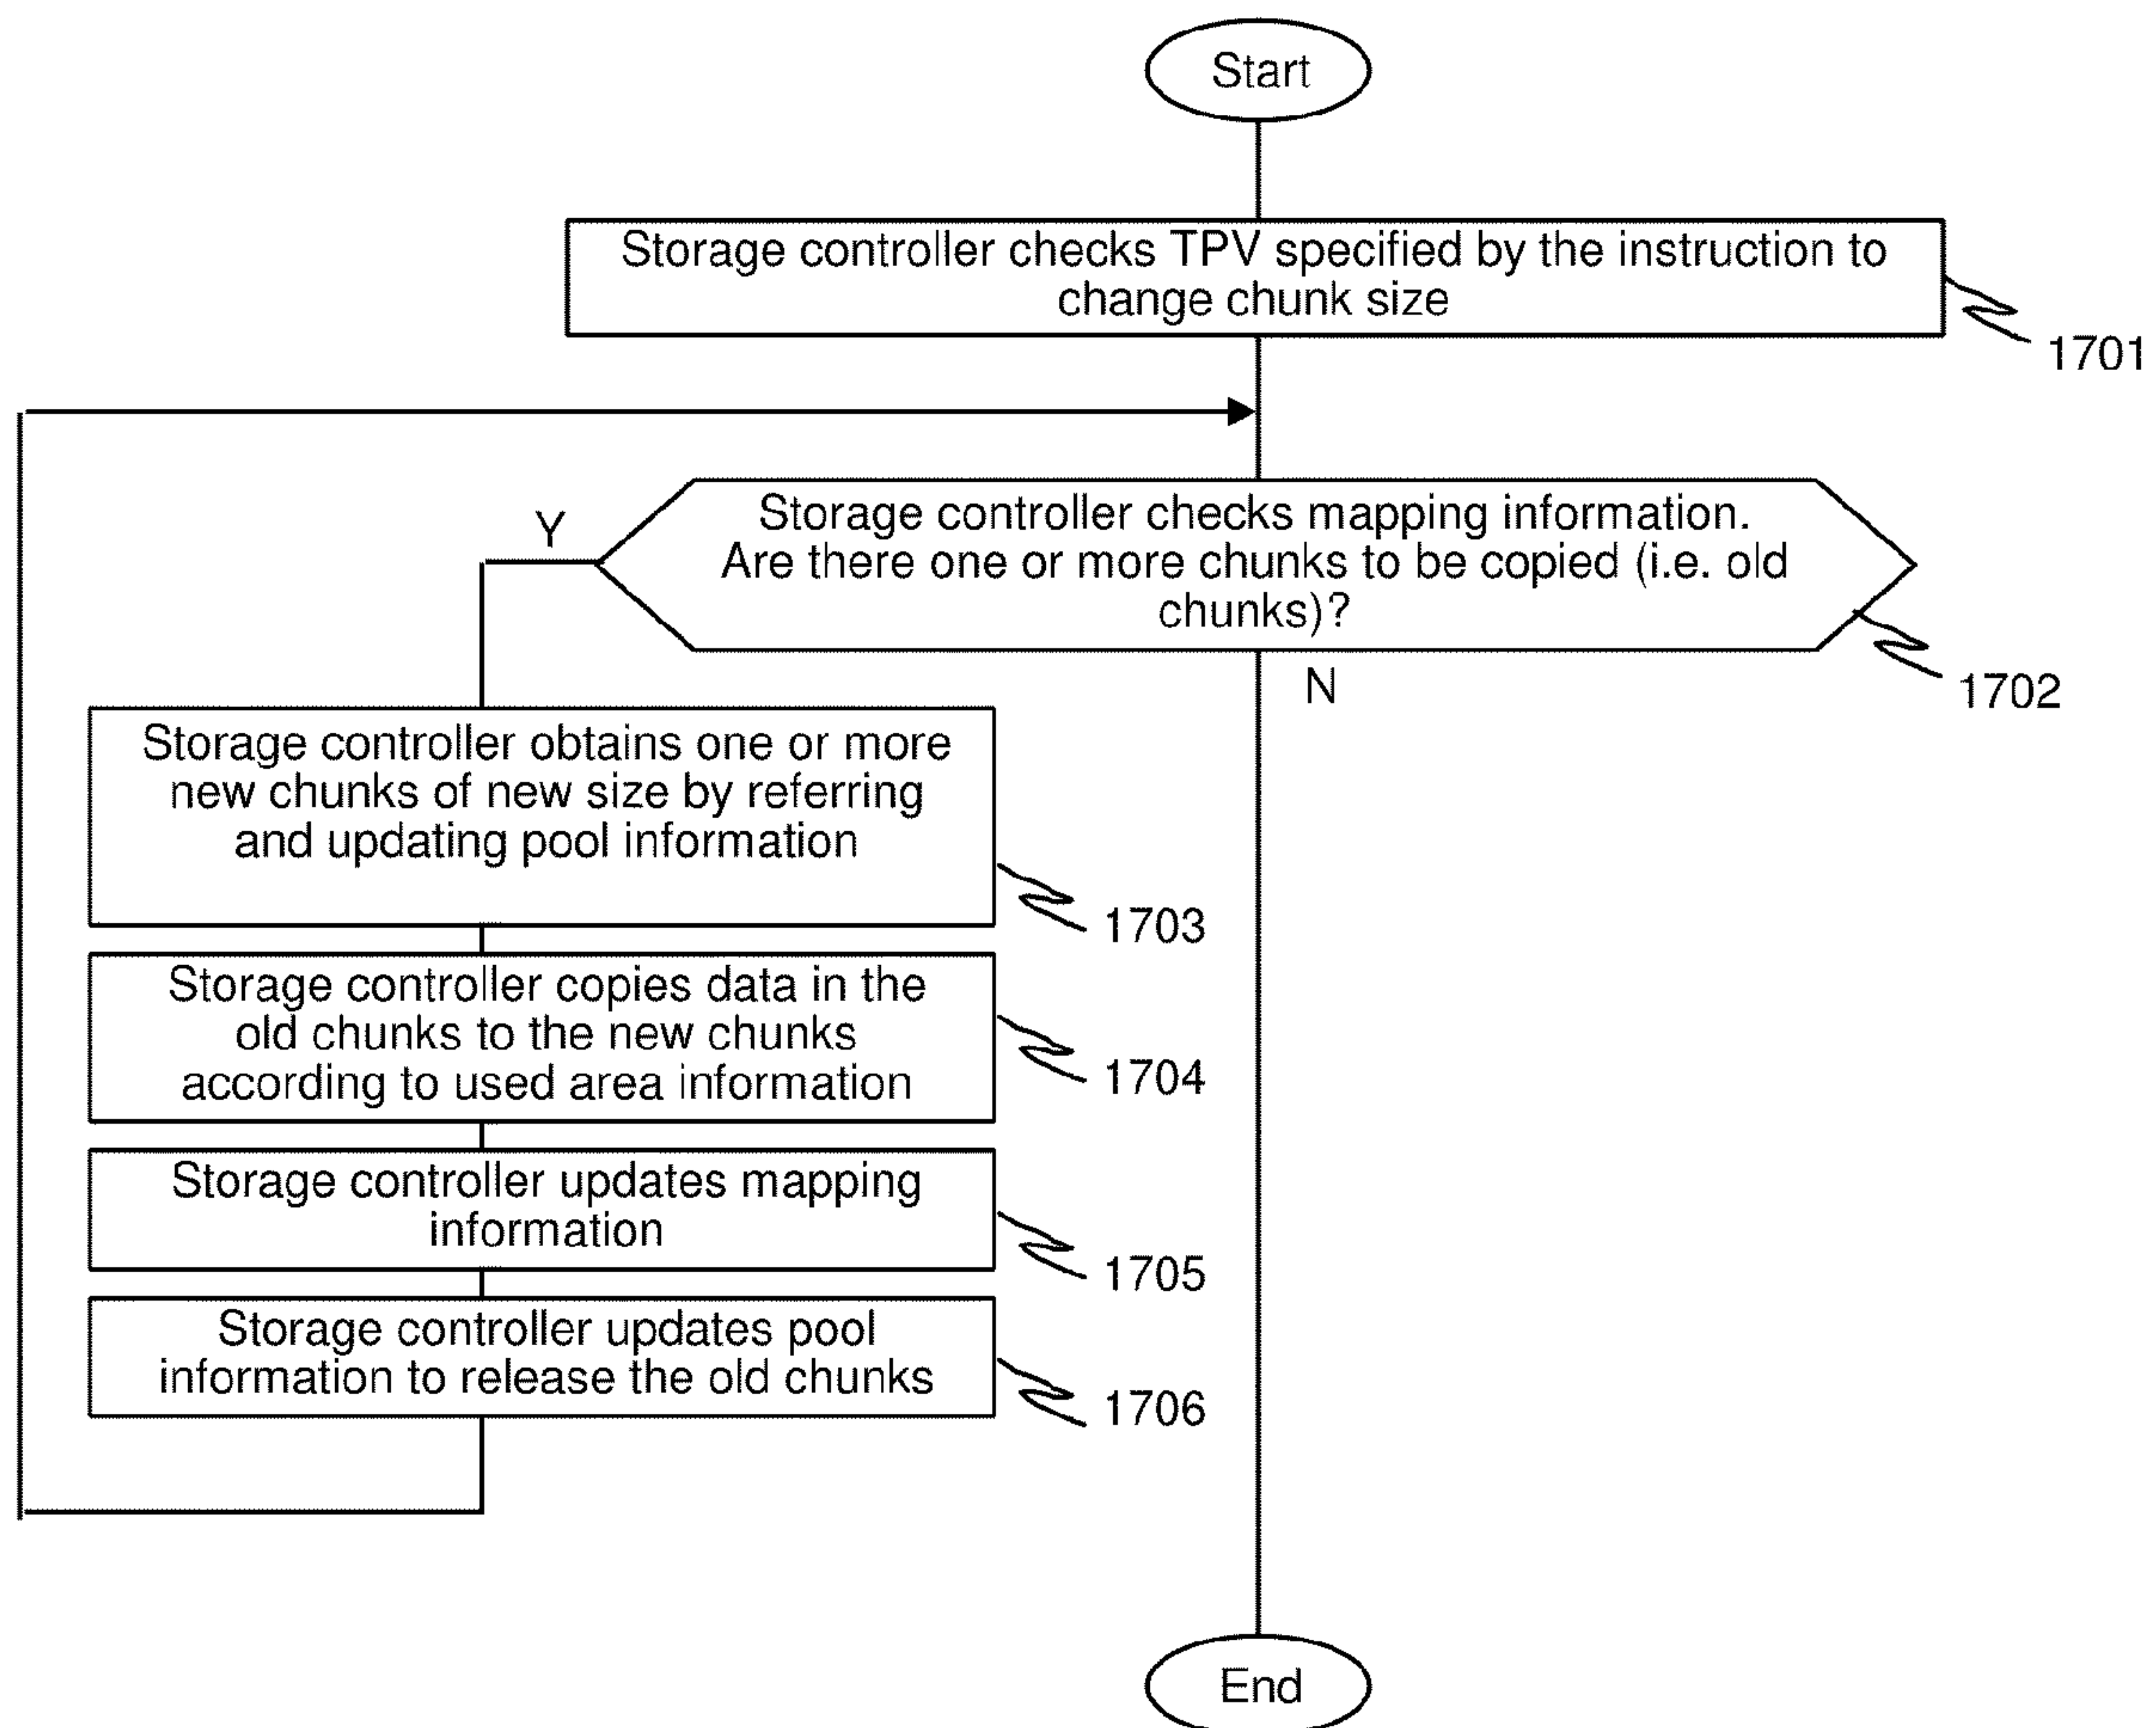 Start
Storage controller checks TPV specified by the instruction to
change chunk size
1701
Storage controller checks mapping information.
Are there one or more chunks to be copied (i.e. old
chunks)?
Y
N
1702
Storage controller obtains one or more
new chunks of new size by referring
and updating pool information
1703
Storage controller copies data in the
old chunks to the new chunks
according to used area information
1704
Storage controller updates mapping
information
1705
Storage controller updates pool
information to release the old chunks
1706
End